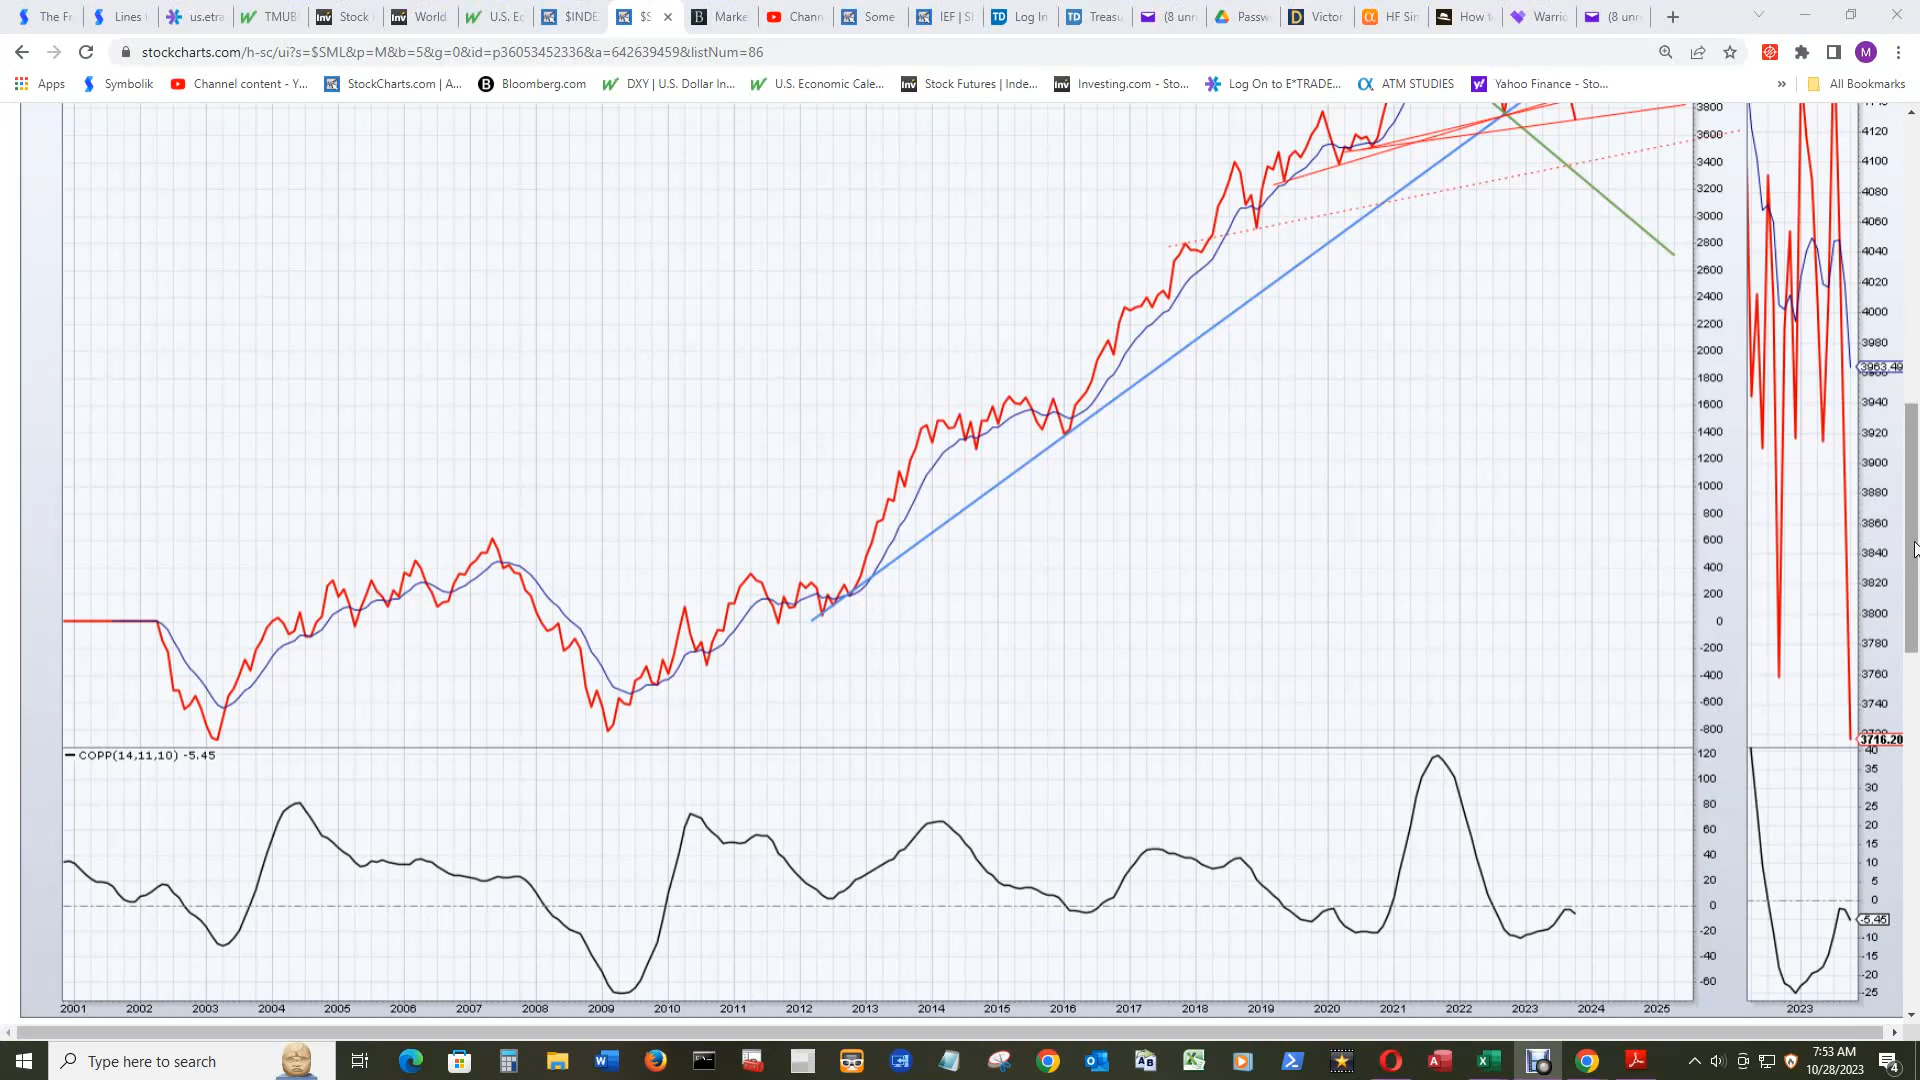 The Fr
Lines
us.etra
TMUB
Stock
World
U.S. Ec
$INDE
$S
Marke
Chann
Some
IEF | SI
Log In
Treasu
(8 unr
Passw
Victor
HF Sin
How t
Warric
(8 unr
stockcharts.com/h-sc/ui?s=$SML&p=M&b=5&g=0&id=p36053452336&a=642639459&listNum=86
Apps
Symbolik
Channel content - Y...
StockCharts.com | A...
Bloomberg.com
DXY | U.S. Dollar In...
U.S. Economic Cale...
Stock Futures | Inde...
Investing.com - Sto...
Log On to E*TRADE...
ATM STUDIES
Yahoo Finance - Sto...
»
All Bookmarks
3800
3600
3400
3200
3000
2800
2600
2400
2200
2000
1800
1600
1400
1200
1000
800
600
400
200
0
-200
-400
-600
-800
4120
4100
4080
4060
4040
4020
4000
3980
3963.49
3940
3920
3900
3880
3860
3840
3820
3800
3780
3760
3740
3716.20
COPP(14,11,10) -5.45
120
100
80
60
40
20
0
-20
-40
-60
40
35
30
25
20
15
10
5
0
-5.45
-10
-15
-20
-25
2001 2002 2003 2004 2005 2006 2007 2008 2009 2010 2011 2012 2013 2014 2015 2016 2017 2018 2019 2020 2021 2022 2023 2024 2025
2023
Type here to search
7:53 AM
10/28/2023
4